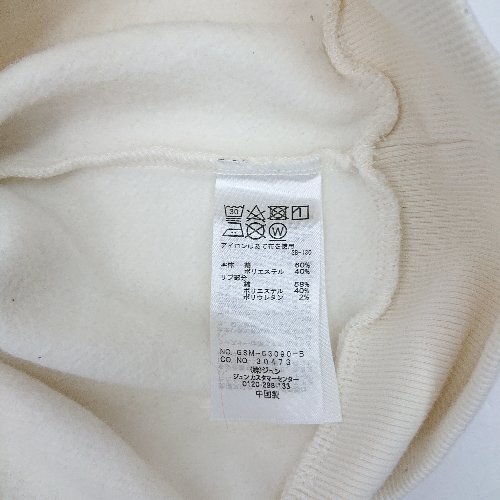 30
アイロンは当て布を使用
SB-130
本体 綿 60%
ポリエステル 40%
リブ部分
綿 58%
ポリエステル 40%
ポリウレタン 2%
NO. GSM-63090-5
CO. NO. 30473
(株)ジュン
ジュンカスタマーセンター
0120-298-133
中国製